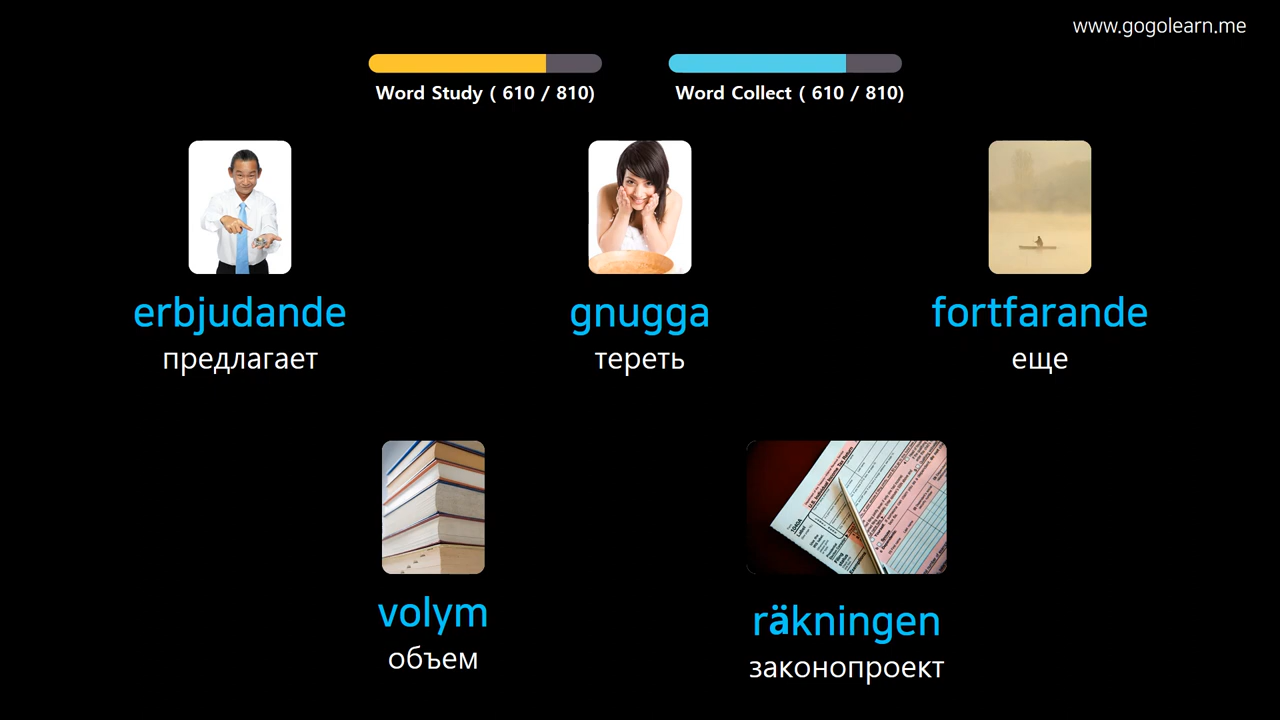 www.gogolearn.me
Word Study ( 610 / 810)
Word Collect ( 610 / 810)
erbjudande
предлагает
gnugga
тереть
fortfarande
еще
volym
объем
räkningen
законопроект